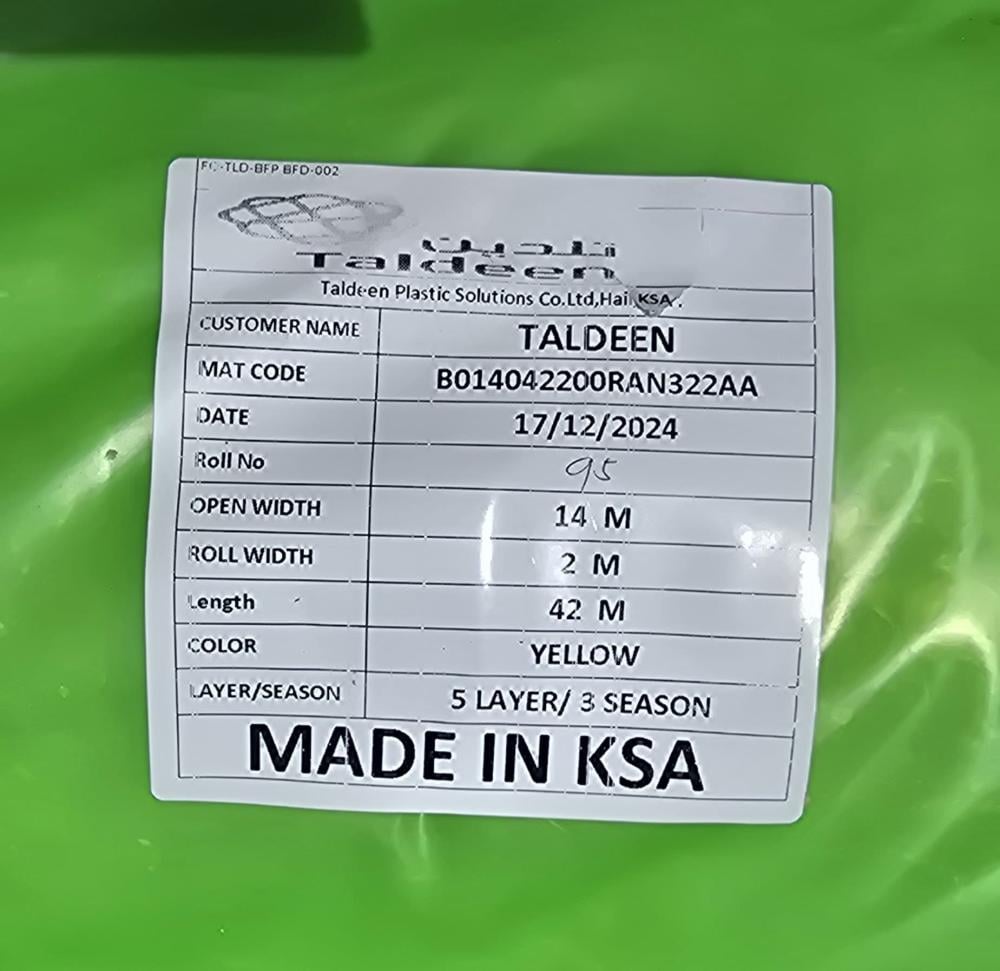 FC-TLD-BFP BFD-002
تلدين
Taldeen
Taldeen Plastic Solutions Co.Ltd,Hail,KSA.
CUSTOMER NAME TALDEEN
MAT CODE B014042200RAN322AA
DATE 17/12/2024
Roll No 95
OPEN WIDTH 14 M
ROLL WIDTH 2 M
Length 42 M
COLOR YELLOW
LAYER/SEASON 5 LAYER/ 3 SEASON
MADE IN KSA